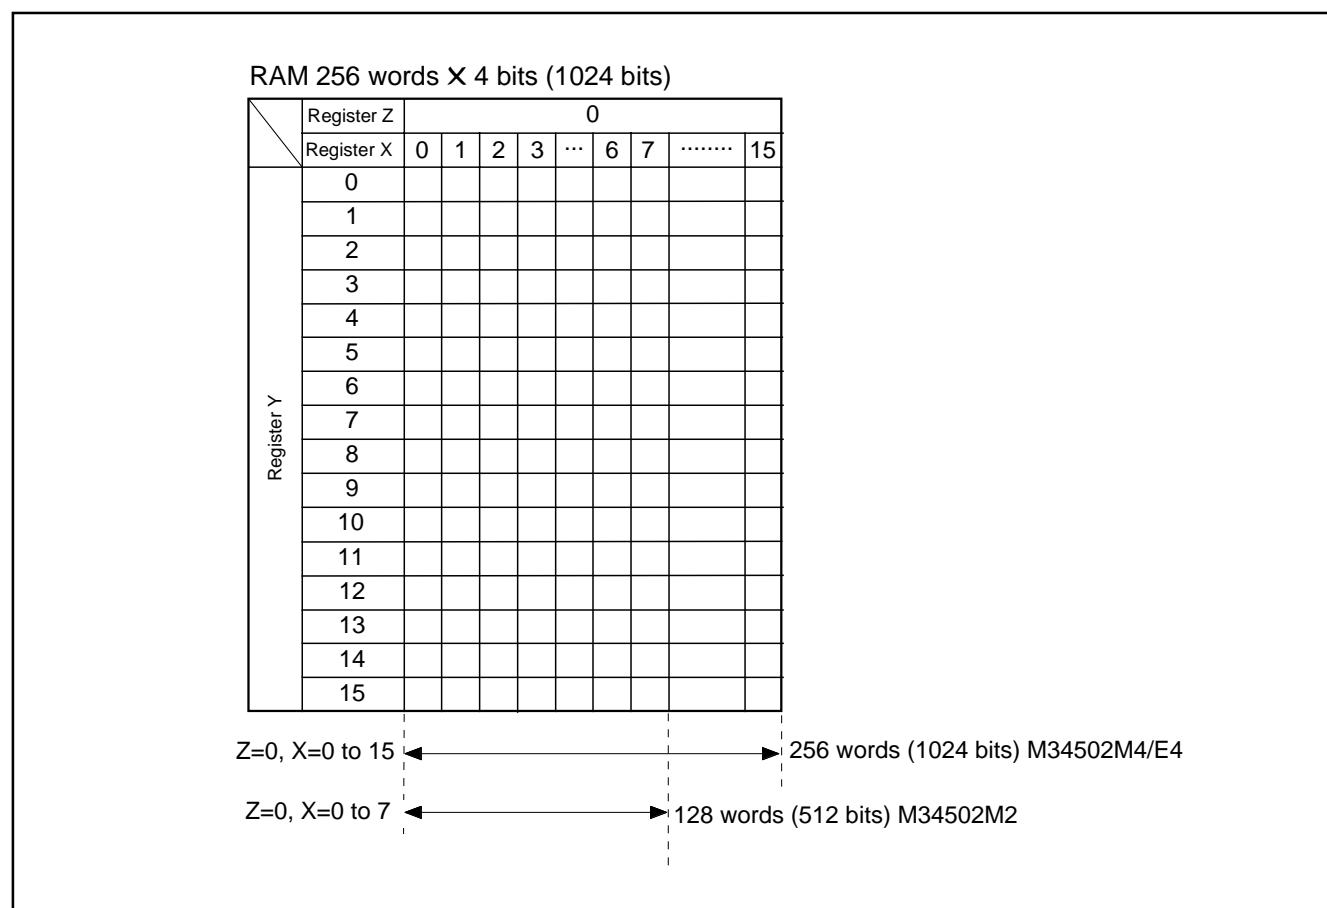 RAM 256 words × 4 bits (1024 bits)
Register Z 0
Register X 0 1 2 3 ... 6 7 ........ 15
Register Y
0
1
2
3
4
5
6
7
8
9
10
11
12
13
14
15
Z=0, X=0 to 15 256 words (1024 bits) M34502M4/E4
Z=0, X=0 to 7 128 words (512 bits) M34502M2